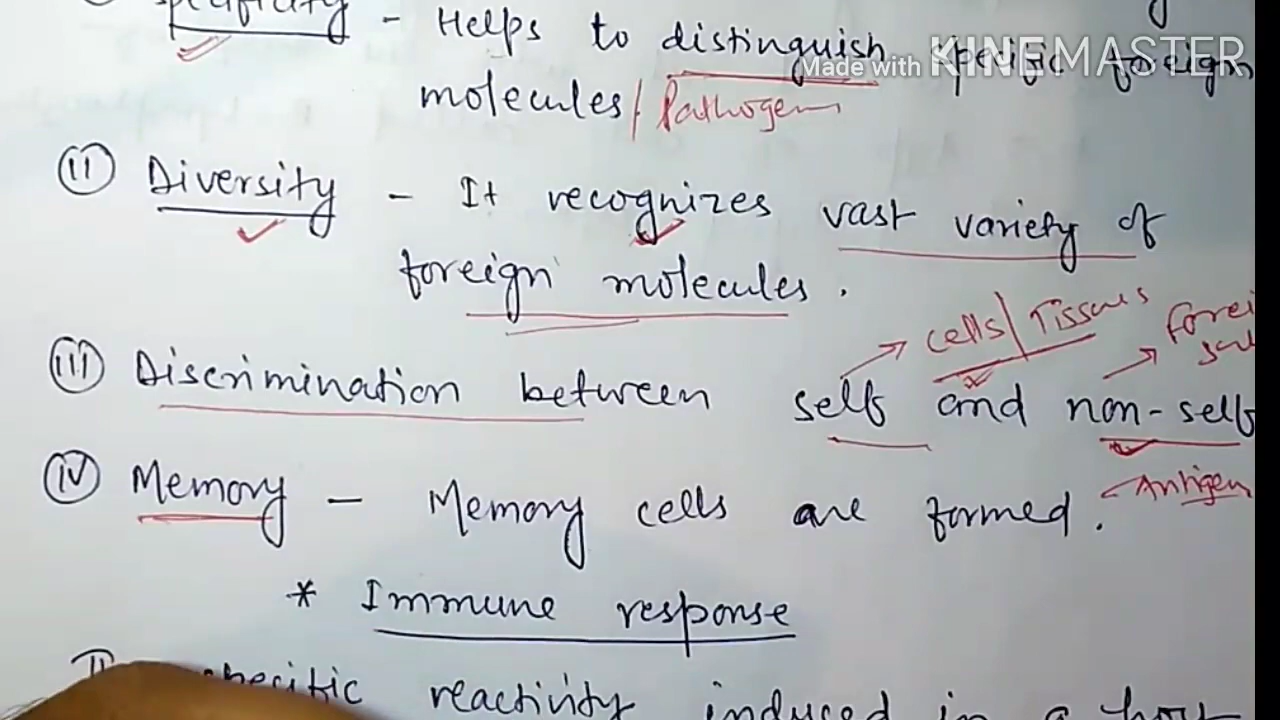 specificity - Helps to distinguish specific foreign
Made with KINEMASTER
molecules / Pathogen
(ii) Diversity - It recognizes vast variety of
foreign molecules.
cells / Tissues
(iii) Discrimination between self and non-self
Antigen
(iv) Memory - Memory cells are formed.
* Immune response
specific reactivity induced in a host